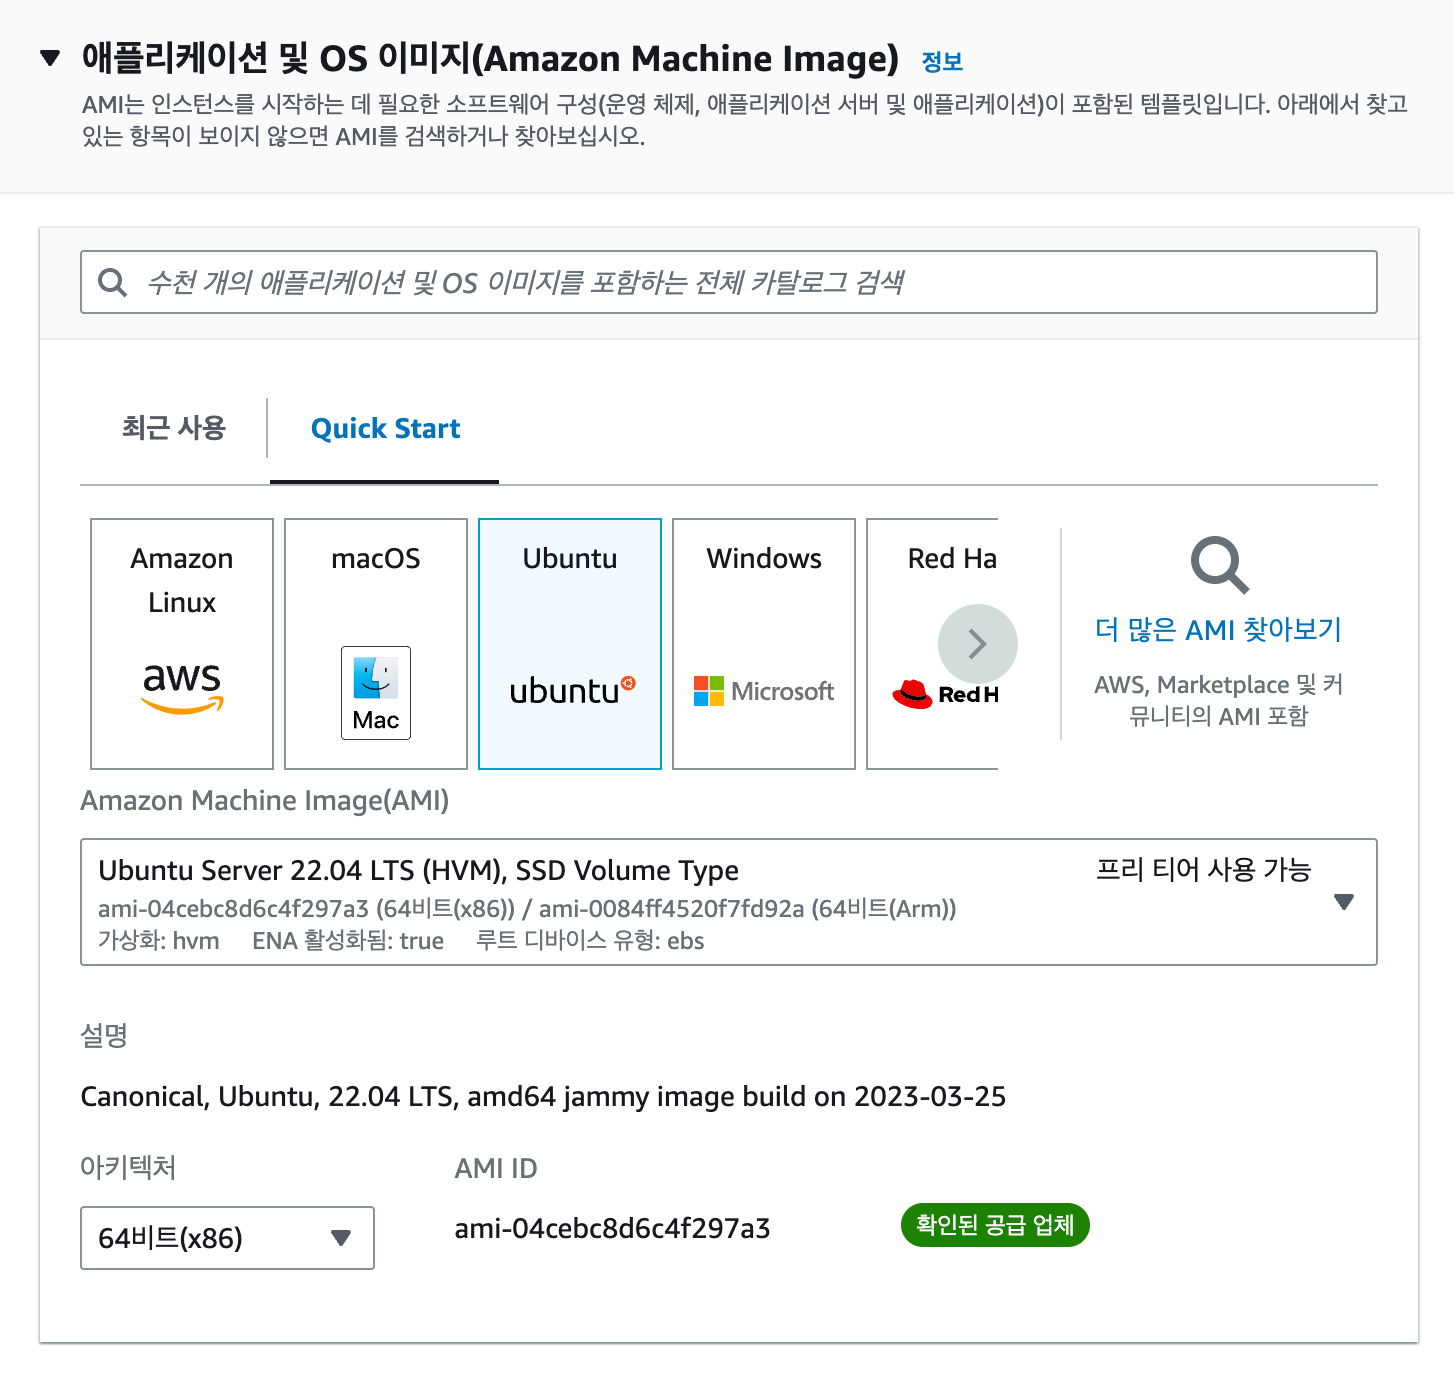 애플리케이션 및 OS 이미지(Amazon Machine Image) 정보
AMI는 인스턴스를 시작하는 데 필요한 소프트웨어 구성(운영 체제, 애플리케이션 서버 및 애플리케이션)이 포함된 템플릿입니다. 아래에서 찾고
있는 항목이 보이지 않으면 AMI를 검색하거나 찾아보십시오.
수천 개의 애플리케이션 및 OS 이미지를 포함하는 전체 카탈로그 검색
최근 사용
Quick Start
Amazon
Linux
aws
macOS
Mac
Ubuntu
ubuntu
Windows
Microsoft
Red Ha
Red H
더 많은 AMI 찾아보기
AWS, Marketplace 및 커
뮤니티의 AMI 포함
Amazon Machine Image(AMI)
Ubuntu Server 22.04 LTS (HVM), SSD Volume Type
프리 티어 사용 가능
ami-04cebc8d6c4f297a3 (64비트(x86)) / ami-0084ff4520f7fd92a (64비트(Arm))
가상화: hvm ENA 활성화됨: true 루트 디바이스 유형: ebs
설명
Canonical, Ubuntu, 22.04 LTS, amd64 jammy image build on 2023-03-25
아키텍처
AMI ID
64비트(x86)
ami-04cebc8d6c4f297a3
확인된 공급 업체